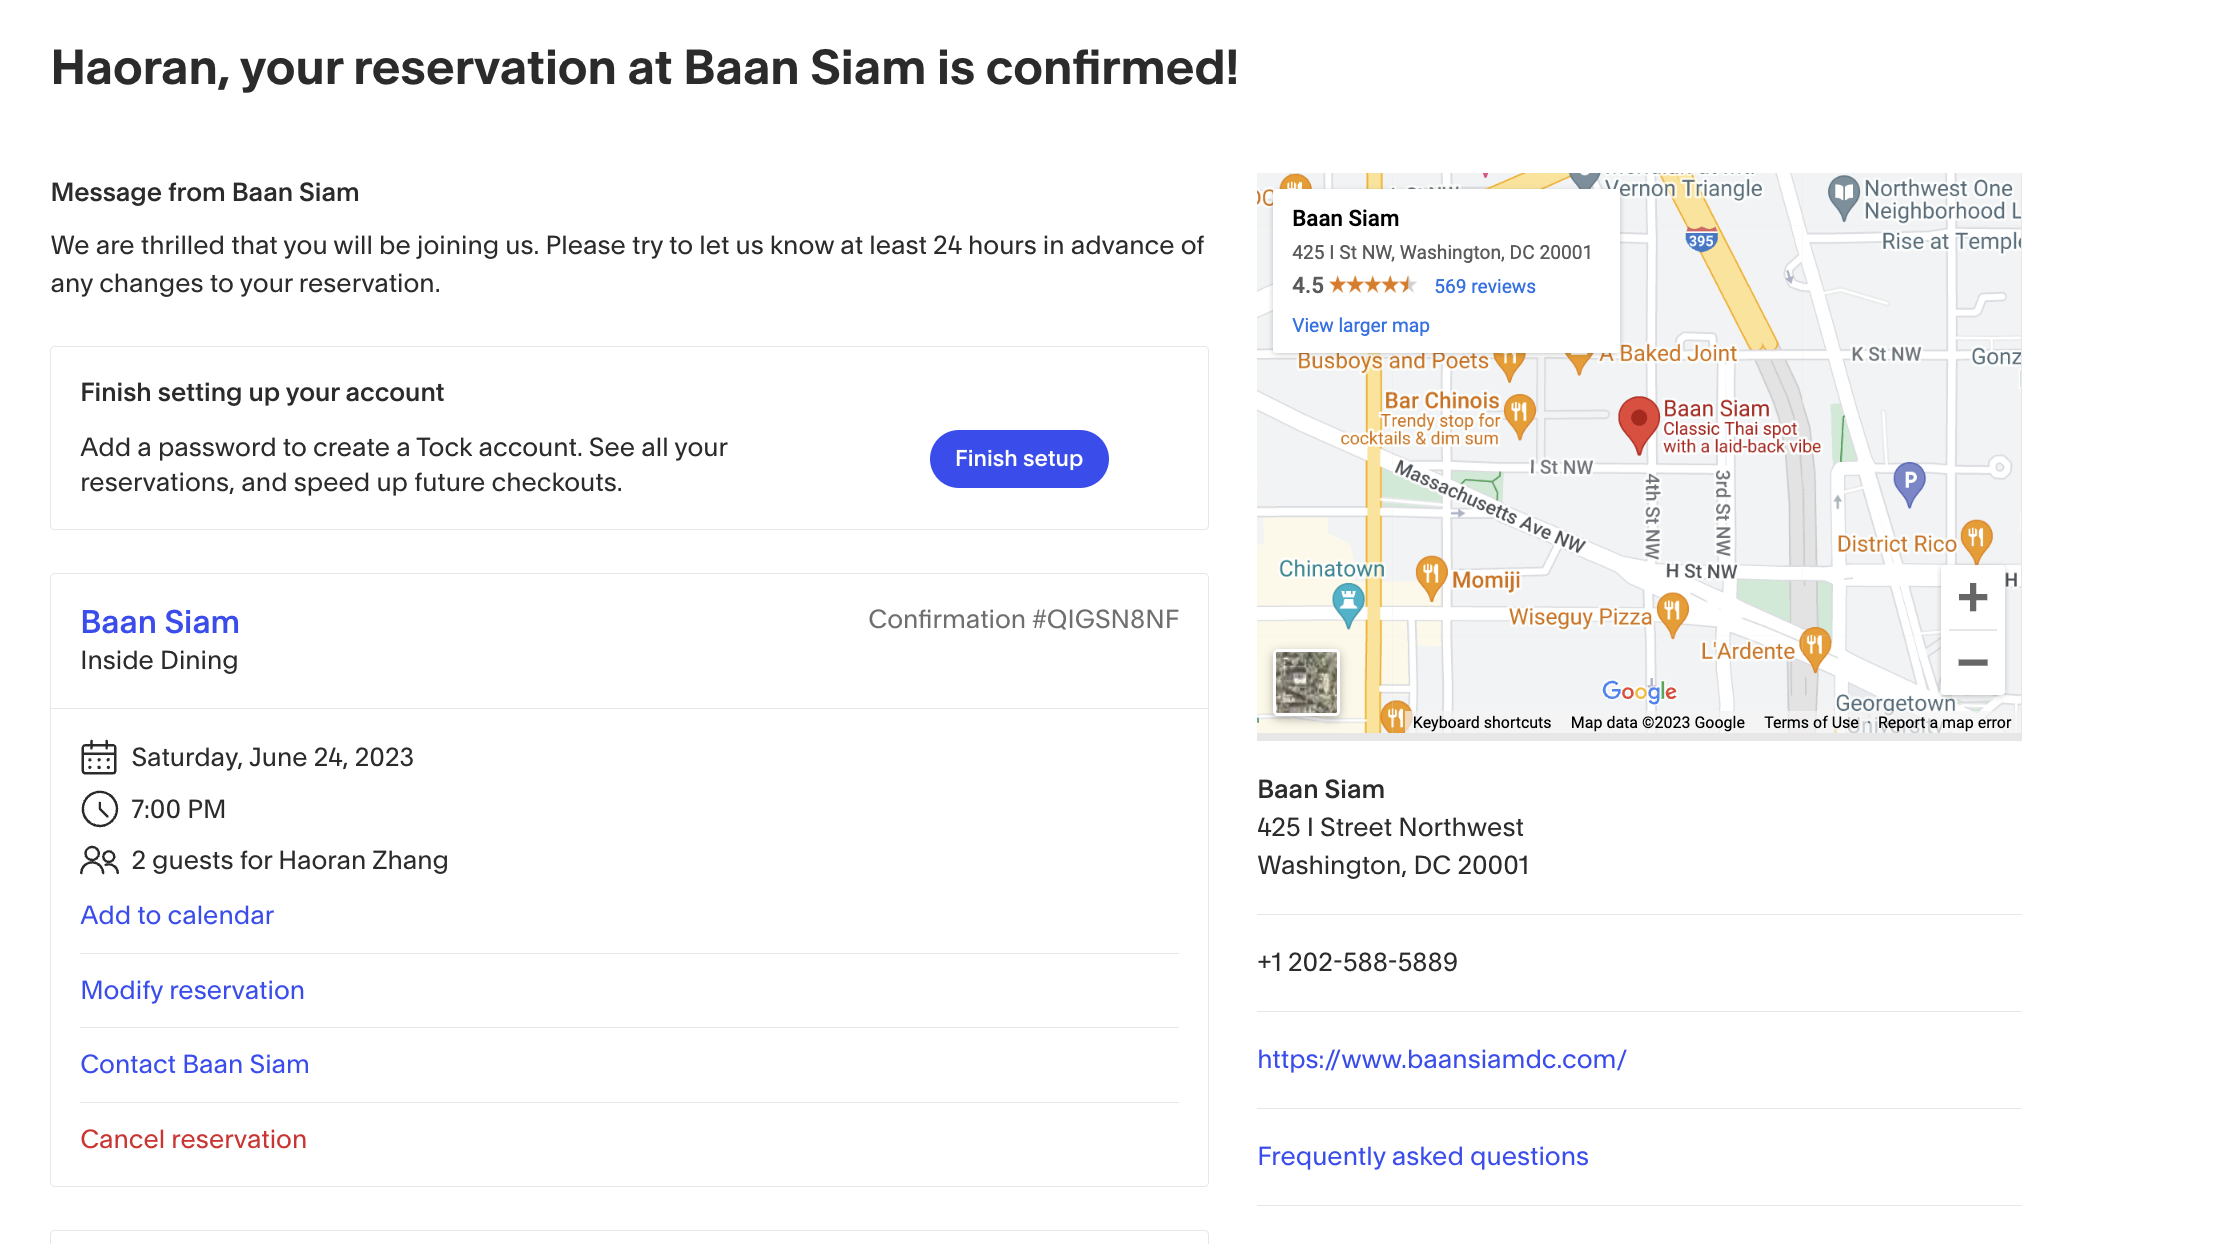 Haoran, your reservation at Baan Siam is confirmed!
Message from Baan Siam
We are thrilled that you will be joining us. Please try to let us know at least 24 hours in advance of
any changes to your reservation.
Finish setting up your account
Add a password to create a Tock account. See all your
reservations, and speed up future checkouts.
Finish setup
Baan Siam
Confirmation #QIGSN8NF
Inside Dining
Saturday, June 24, 2023
7:00 PM
2 guests for Haoran Zhang
Add to calendar
Modify reservation
Contact Baan Siam
Cancel reservation
Baan Siam
425 I St NW, Washington, DC 20001
4.5
569 reviews
View larger map
Vernon Triangle
Northwest One
Neighborhood L
Rise at Temple
395
Busboys and Poets
A Baked Joint
K St NW
Gonz
Bar Chinois
Trendy stop for
cocktails & dim sum
Baan Siam
Classic Thai spot
with a laid-back vibe
I St NW
Massachusetts Ave NW
4th St NW
3rd St NW
P
District Rico
Chinatown
Momiji
H St NW
H
Wiseguy Pizza
L'Ardente
+
−
Google
Georgetown
University
Keyboard shortcuts
Map data ©2023 Google
Terms of Use
Report a map error
Baan Siam
425 I Street Northwest
Washington, DC 20001
+1 202-588-5889
https://www.baansiamdc.com/
Frequently asked questions